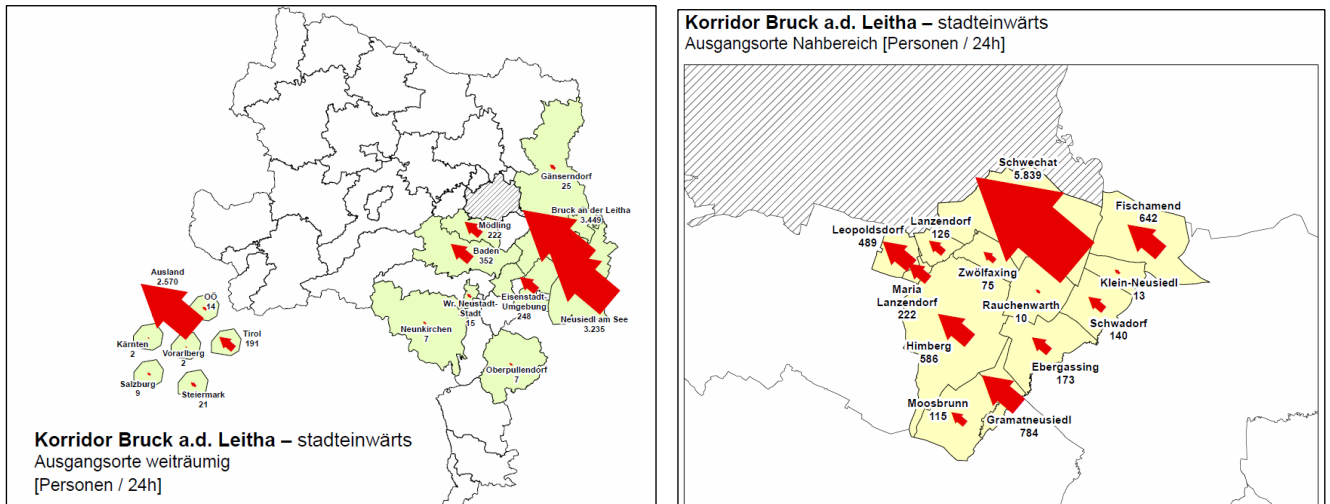 Gänserndorf
25
Bruck an der Leitha
3.449
Mödling
222
Baden
352
Ausland
2.570
OÖ
14
Tirol
191
Kärnten
2
Vorarlberg
2
Salzburg
9
Steiermark
21
Neunkirchen
7
Wr. Neustadt-
Stadt
15
Eisenstadt-
Umgebung
248
Neusiedl am See
3.235
Oberpullendorf
7
Korridor Bruck a.d. Leitha – stadteinwärts
Ausgangsorte weiträumig
[Personen / 24h]
Korridor Bruck a.d. Leitha – stadteinwärts
Ausgangsorte Nahbereich [Personen / 24h]
Schwechat
5.839
Fischamend
642
Lanzendorf
126
Leopoldsdorf
489
Zwölfaxing
75
Klein-Neusiedl
13
Maria
Lanzendorf
222
Rauchenwarth
10
Schwadorf
140
Himberg
586
Ebergassing
173
Moosbrunn
115
Gramatneusiedl
784